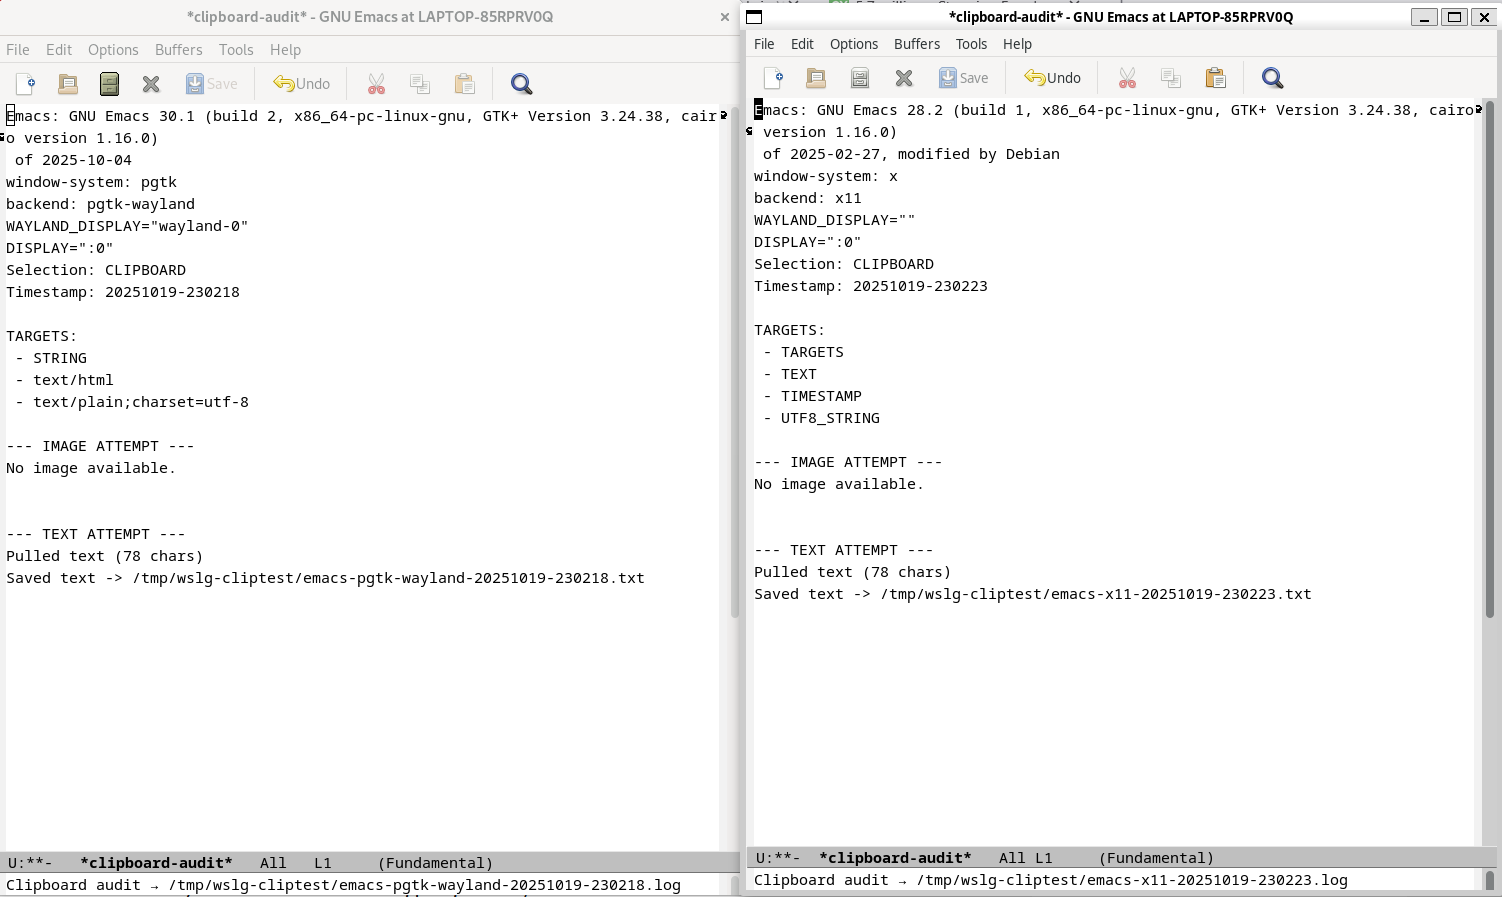 *clipboard-audit* - GNU Emacs at LAPTOP-85RPRV0Q
File Edit Options Buffers Tools Help
Save Undo
Emacs: GNU Emacs 30.1 (build 2, x86_64-pc-linux-gnu, GTK+ Version 3.24.38, cair
o version 1.16.0)
of 2025-10-04
window-system: pgtk
backend: pgtk-wayland
WAYLAND_DISPLAY="wayland-0"
DISPLAY=":0"
Selection: CLIPBOARD
Timestamp: 20251019-230218
TARGETS:
- STRING
- text/html
- text/plain;charset=utf-8
--- IMAGE ATTEMPT ---
No image available.
--- TEXT ATTEMPT ---
Pulled text (78 chars)
Saved text -> /tmp/wslg-cliptest/emacs-pgtk-wayland-20251019-230218.txt
U:**- *clipboard-audit* All L1 (Fundamental)
Clipboard audit → /tmp/wslg-cliptest/emacs-pgtk-wayland-20251019-230218.log
*clipboard-audit* - GNU Emacs at LAPTOP-85RPRV0Q
File Edit Options Buffers Tools Help
Save Undo
Emacs: GNU Emacs 28.2 (build 1, x86_64-pc-linux-gnu, GTK+ Version 3.24.38, cairo
version 1.16.0)
of 2025-02-27, modified by Debian
window-system: x
backend: x11
WAYLAND_DISPLAY=""
DISPLAY=":0"
Selection: CLIPBOARD
Timestamp: 20251019-230223
TARGETS:
- TARGETS
- TEXT
- TIMESTAMP
- UTF8_STRING
--- IMAGE ATTEMPT ---
No image available.
--- TEXT ATTEMPT ---
Pulled text (78 chars)
Saved text -> /tmp/wslg-cliptest/emacs-x11-20251019-230223.txt
U:**- *clipboard-audit* All L1 (Fundamental)
Clipboard audit → /tmp/wslg-cliptest/emacs-x11-20251019-230223.log